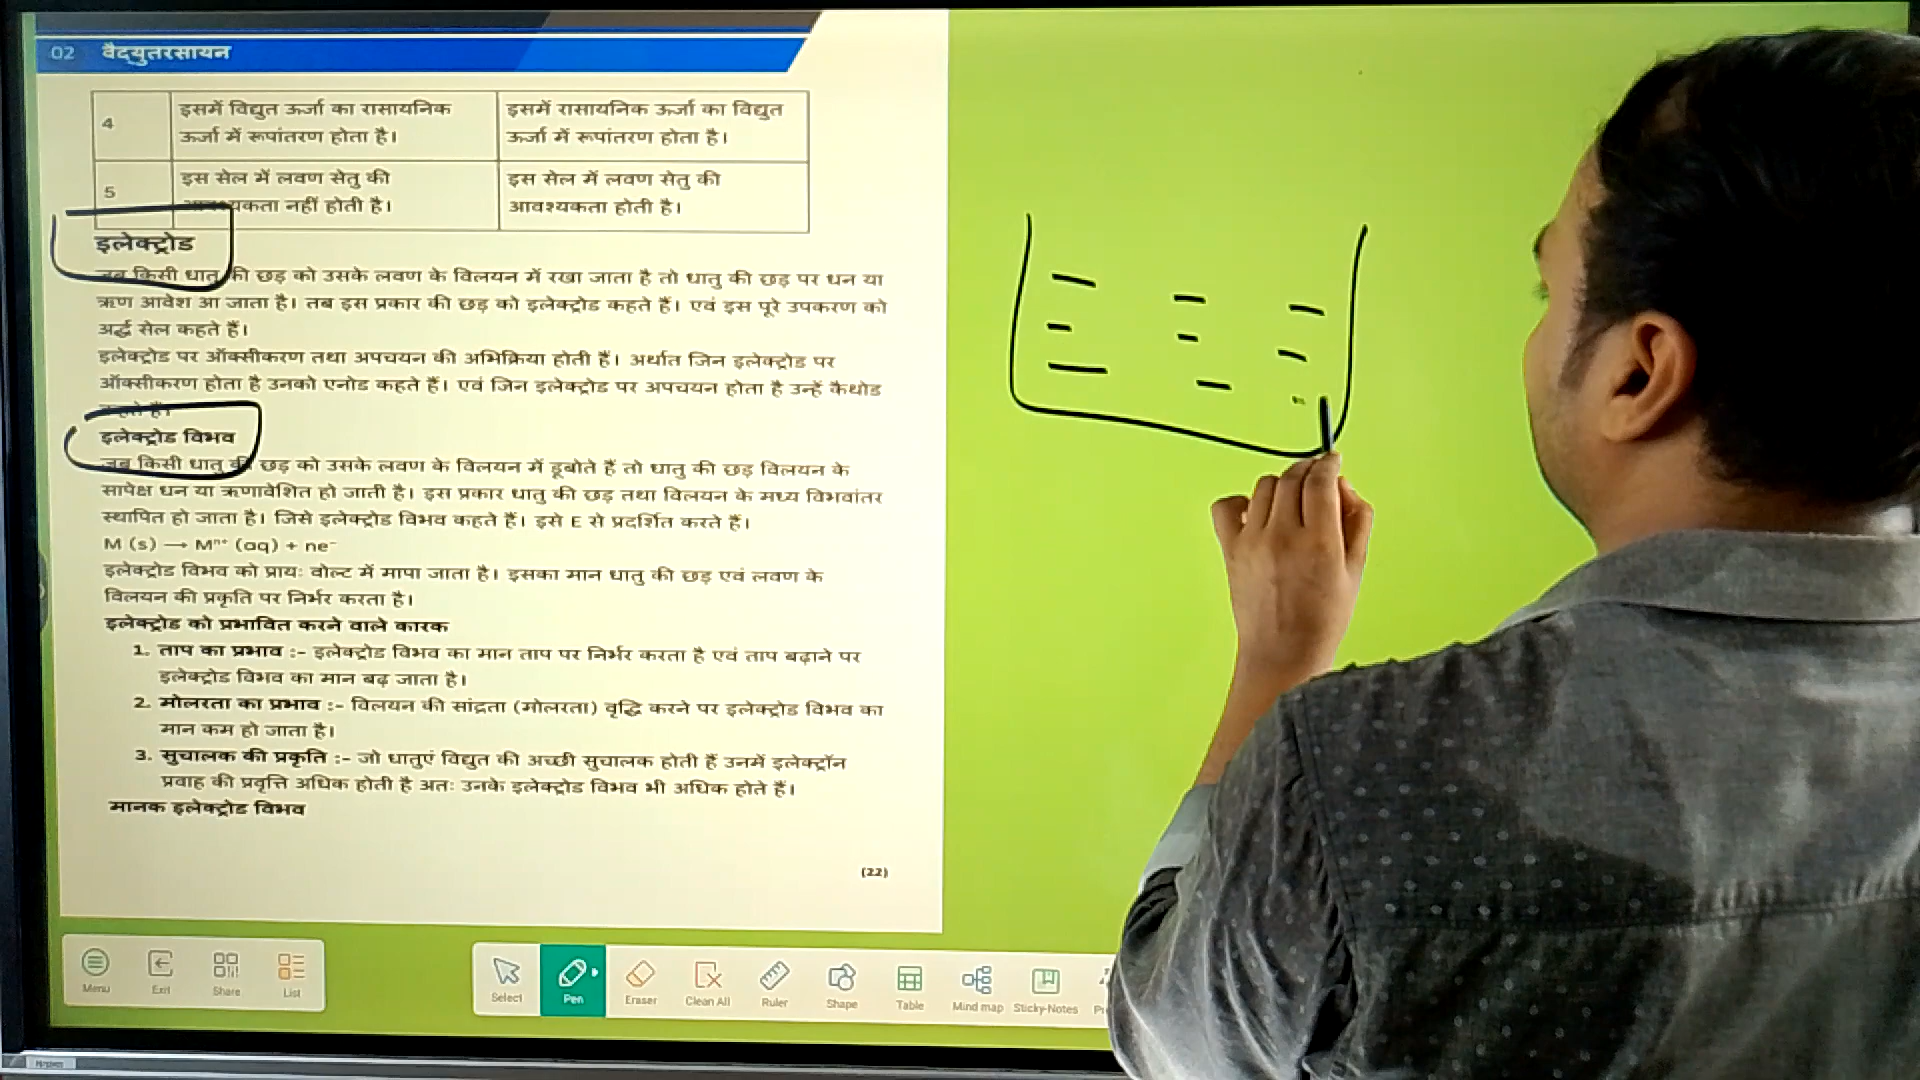 02 वैद्युतरसायन
4 इसमें विद्युत ऊर्जा का रासायनिक ऊर्जा में रूपांतरण होता है। इसमें रासायनिक ऊर्जा का विद्युत ऊर्जा में रूपांतरण होता है।
5 इस सेल में लवण सेतु की आवश्यकता नहीं होती है। इस सेल में लवण सेतु की आवश्यकता होती है।
इलेक्ट्रोड
जब किसी धातु की छड़ को उसके लवण के विलयन में रखा जाता है तो धातु की छड़ पर धन या
ऋण आवेश आ जाता है। तब इस प्रकार की छड़ को इलेक्ट्रोड कहते हैं। एवं इस पूरे उपकरण को
अर्द्ध सेल कहते हैं।
इलेक्ट्रोड पर ऑक्सीकरण तथा अपचयन की अभिक्रिया होती हैं। अर्थात जिन इलेक्ट्रोड पर
ऑक्सीकरण होता है उनको एनोड कहते हैं। एवं जिन इलेक्ट्रोड पर अपचयन होता है उन्हें कैथोड
कहते हैं।
इलेक्ट्रोड विभव
जब किसी धातु की छड़ को उसके लवण के विलयन में डूबोते हैं तो धातु की छड़ विलयन के
सापेक्ष धन या ऋणावेशित हो जाती है। इस प्रकार धातु की छड़ तथा विलयन के मध्य विभवांतर
स्थापित हो जाता है। जिसे इलेक्ट्रोड विभव कहते हैं। इसे E से प्रदर्शित करते हैं।
M (s) → Mⁿ⁺ (aq) + ne⁻
इलेक्ट्रोड विभव को प्रायः वोल्ट में मापा जाता है। इसका मान धातु की छड़ एवं लवण के
विलयन की प्रकृति पर निर्भर करता है।
इलेक्ट्रोड को प्रभावित करने वाले कारक
1. ताप का प्रभाव :- इलेक्ट्रोड विभव का मान ताप पर निर्भर करता है एवं ताप बढ़ाने पर
इलेक्ट्रोड विभव का मान बढ़ जाता है।
2. मोलरता का प्रभाव :- विलयन की सांद्रता (मोलरता) वृद्धि करने पर इलेक्ट्रोड विभव का
मान कम हो जाता है।
3. सुचालक की प्रकृति :- जो धातुएं विद्युत की अच्छी सुचालक होती हैं उनमें इलेक्ट्रॉन
प्रवाह की प्रवृत्ति अधिक होती है अतः उनके इलेक्ट्रोड विभव भी अधिक होते हैं।
मानक इलेक्ट्रोड विभव
(22)
Menu Exit Share List Select Pen Eraser Clean All Ruler Shape Table Mind map Sticky-Notes